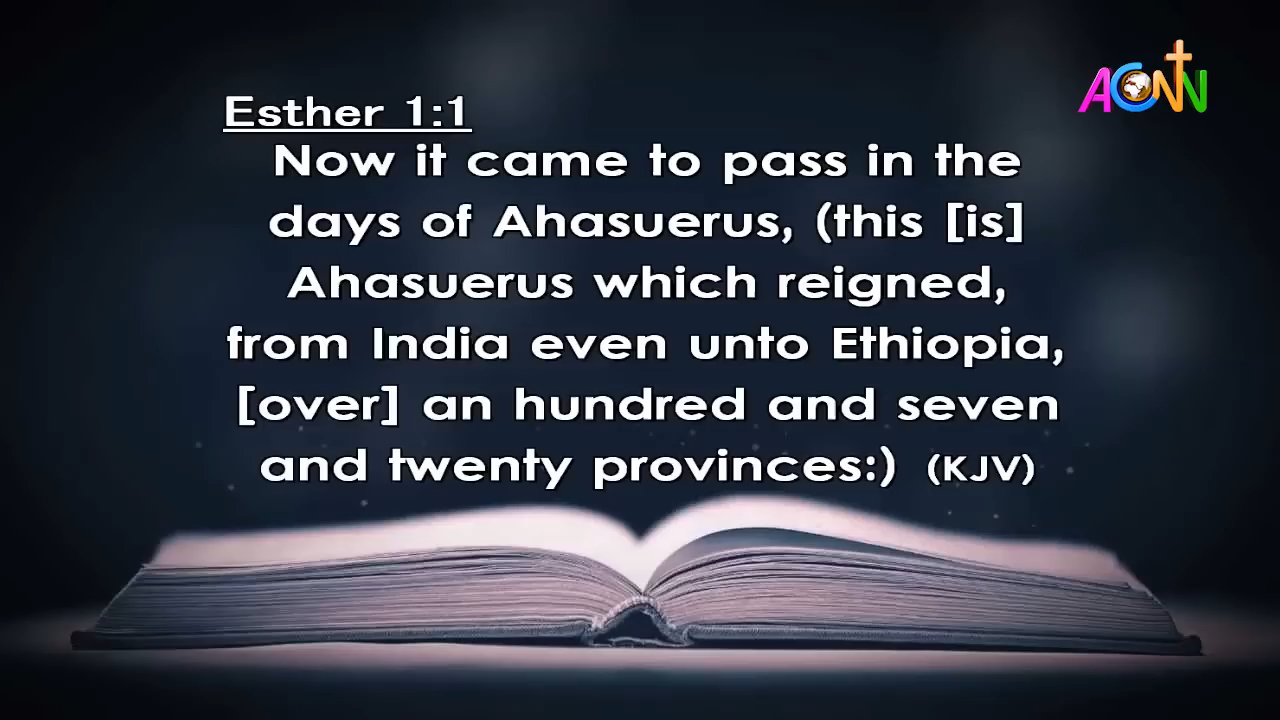 ACNN
Esther 1:1
Now it came to pass in the
days of Ahasuerus, (this [is]
Ahasuerus which reigned,
from India even unto Ethiopia,
[over] an hundred and seven
and twenty provinces:) (KJV)